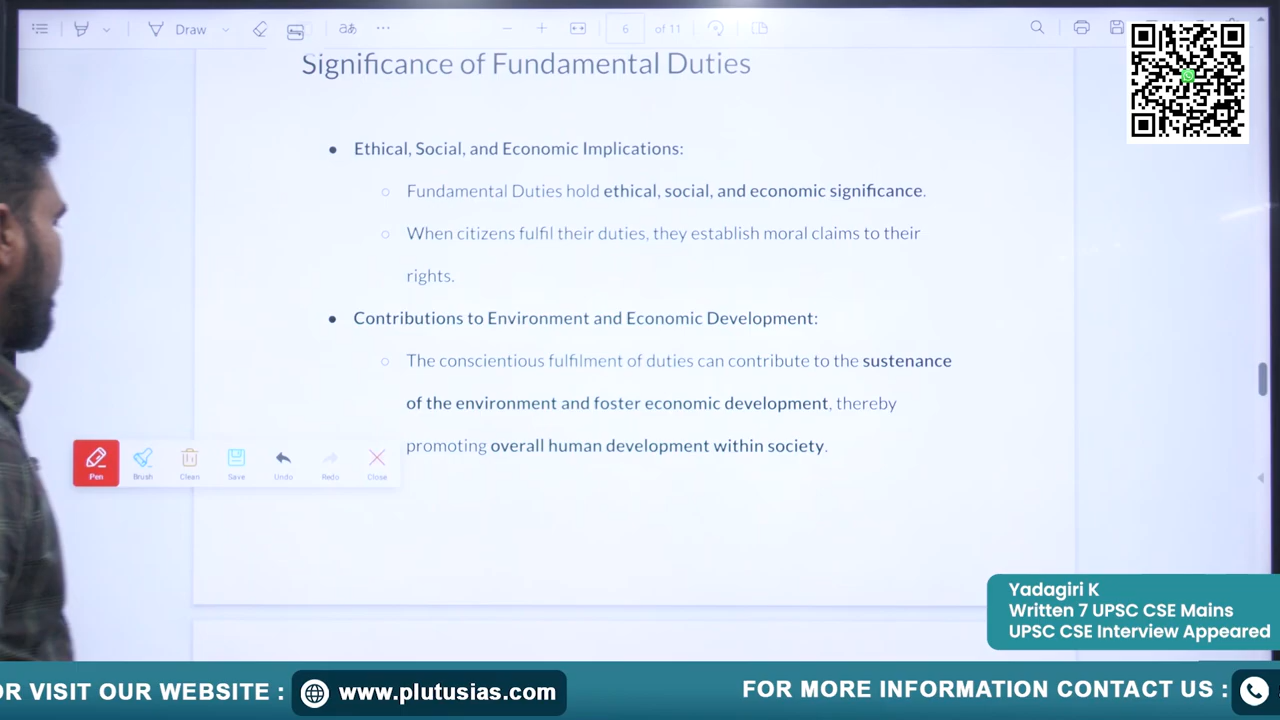 Draw
aあ
6 of 11
Significance of Fundamental Duties
● Ethical, Social, and Economic Implications:
○ Fundamental Duties hold ethical, social, and economic significance.
○ When citizens fulfil their duties, they establish moral claims to their
rights.
● Contributions to Environment and Economic Development:
○ The conscientious fulfilment of duties can contribute to the sustenance
of the environment and foster economic development, thereby
promoting overall human development within society.
Pen Brush Clean Save Undo Redo Close
Yadagiri K
Written 7 UPSC CSE Mains
UPSC CSE Interview Appeared
OR VISIT OUR WEBSITE : www.plutusias.com FOR MORE INFORMATION CONTACT US :